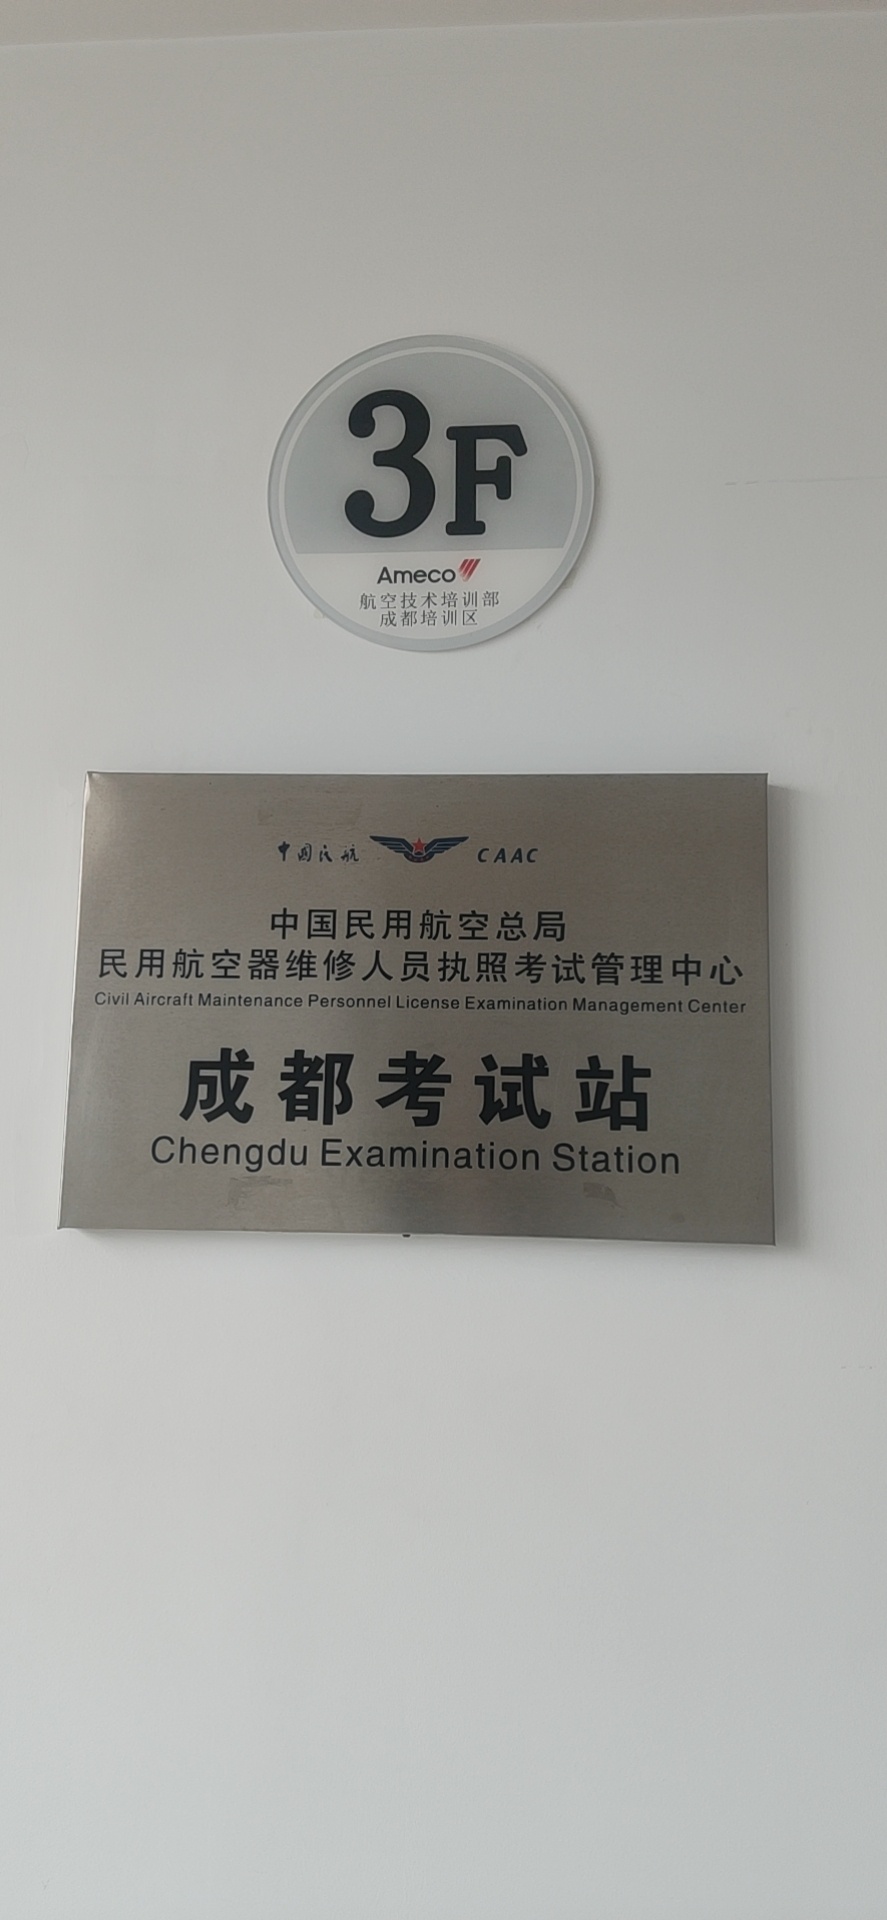 3F
Ameco
航空技术培训部
成都培训区
中国民航 CAAC
中国民用航空总局
民用航空器维修人员执照考试管理中心
Civil Aircraft Maintenance Personnel License Examination Management Center
成都考试站
Chengdu Examination Station